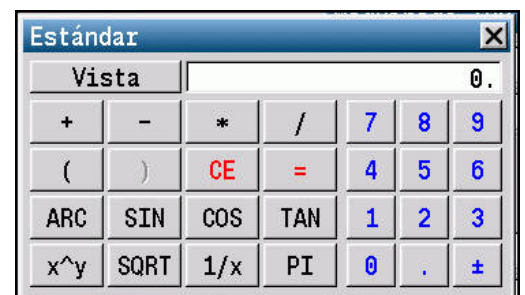 Estándar
Vista 0.
+ - * / 7 8 9
( ) CE = 4 5 6
ARC SIN COS TAN 1 2 3
x^y SQRT 1/x PI 0 . ±